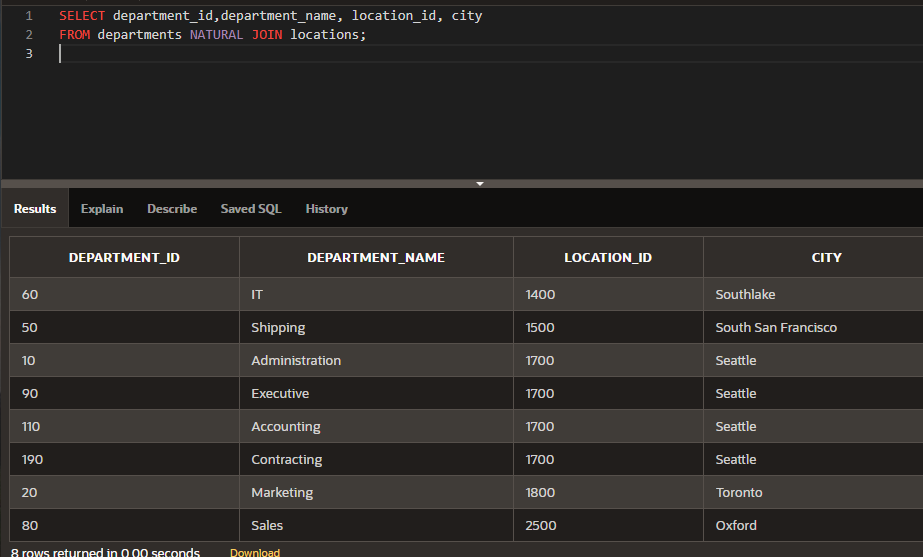 1 SELECT department_id,department_name, location_id, city
2 FROM departments NATURAL JOIN locations;
3
Results Explain Describe Saved SQL History
DEPARTMENT_ID DEPARTMENT_NAME LOCATION_ID CITY
60 IT 1400 Southlake
50 Shipping 1500 South San Francisco
10 Administration 1700 Seattle
90 Executive 1700 Seattle
110 Accounting 1700 Seattle
190 Contracting 1700 Seattle
20 Marketing 1800 Toronto
80 Sales 2500 Oxford
8 rows returned in 0.00 seconds Download